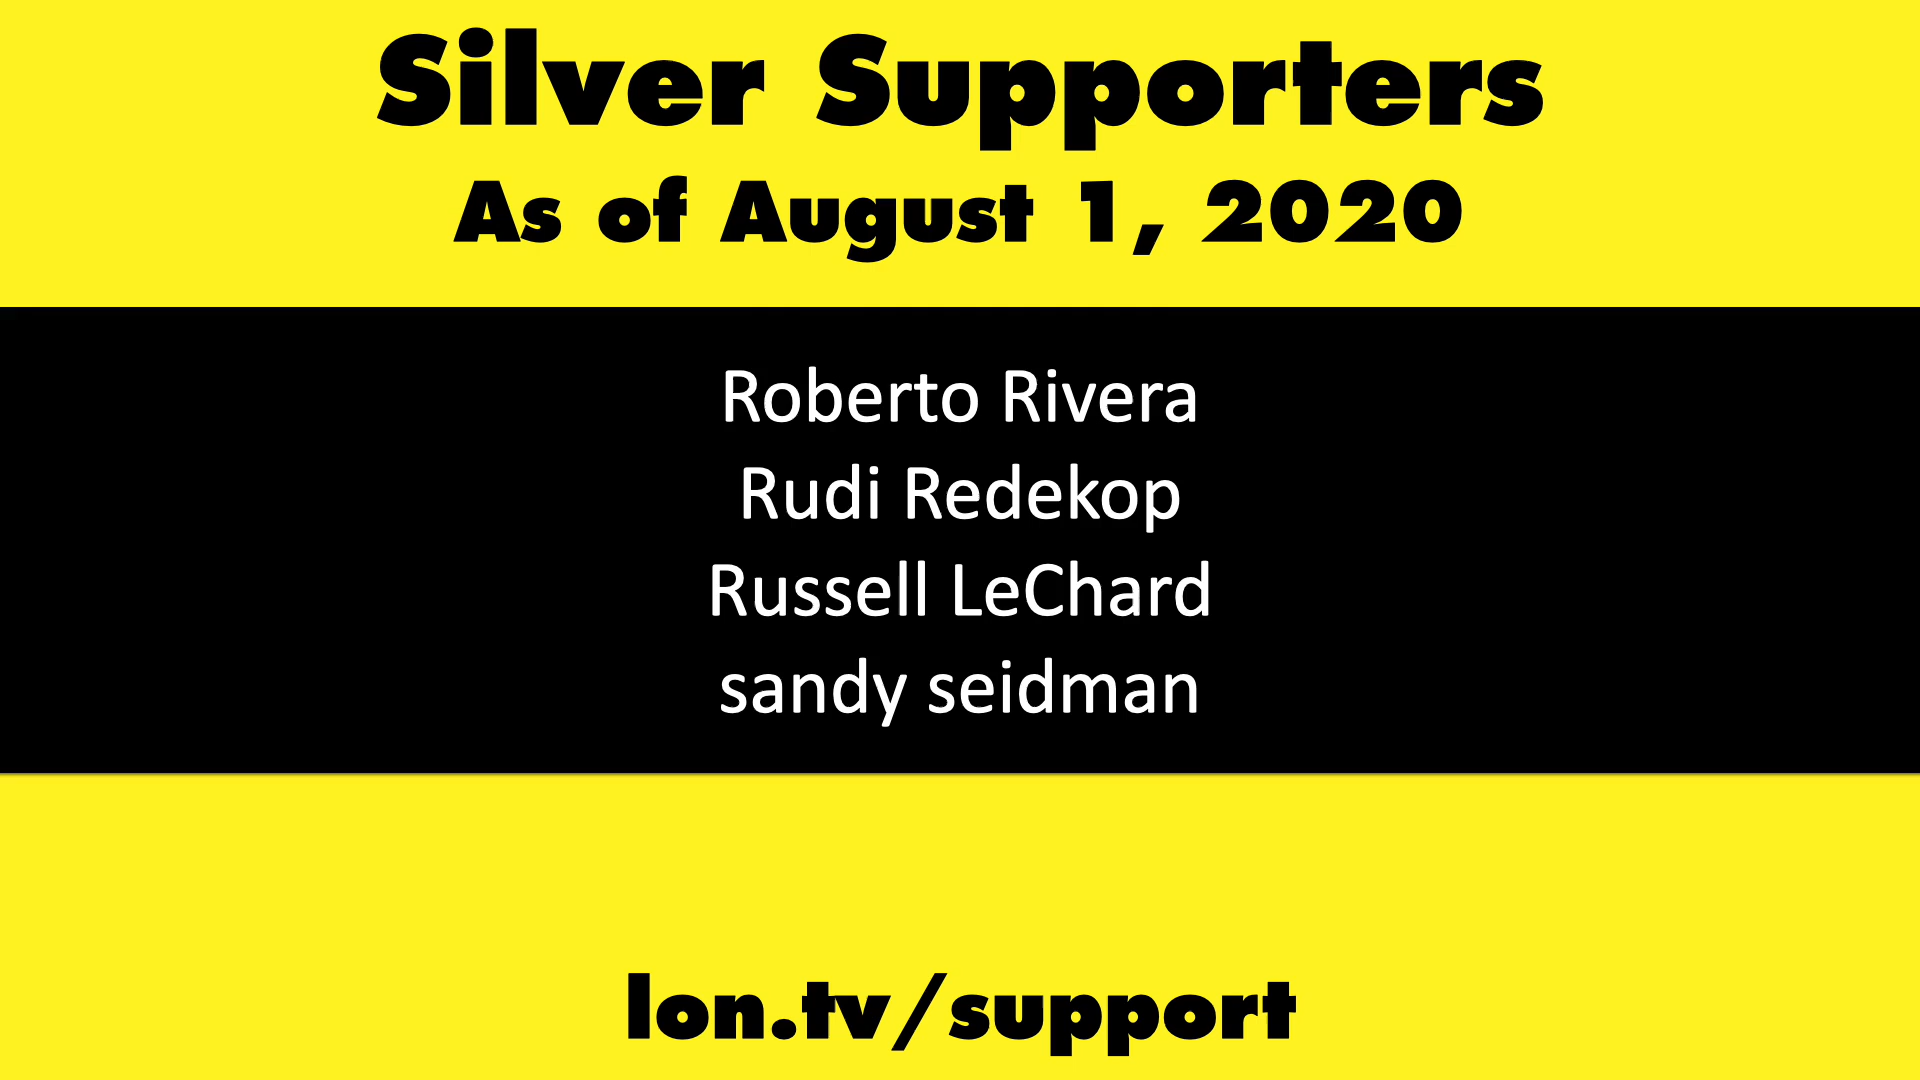 Silver Supporters
As of August 1, 2020
Roberto Rivera
Rudi Redekop
Russell LeChard
sandy seidman
lon.tv/support